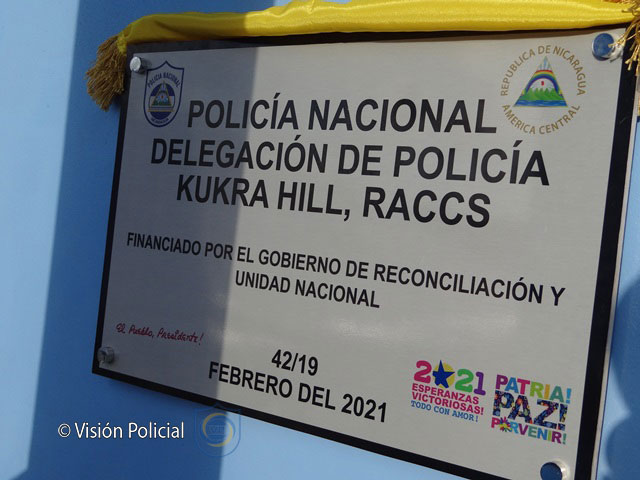 POLICÍA NACIONAL
REPUBLICA DE NICARAGUA
AMERICA CENTRAL
POLICÍA NACIONAL
DELEGACIÓN DE POLICÍA
KUKRA HILL, RACCS
FINANCIADO POR EL GOBIERNO DE RECONCILIACIÓN Y
UNIDAD NACIONAL
El Pueblo, Presidente!
42/19
FEBRERO DEL 2021
2021
ESPERANZAS
VICTORIOSAS!
TODO CON AMOR!
PATRIA!
PAZ!
PORVENIR!
© Visión Policial